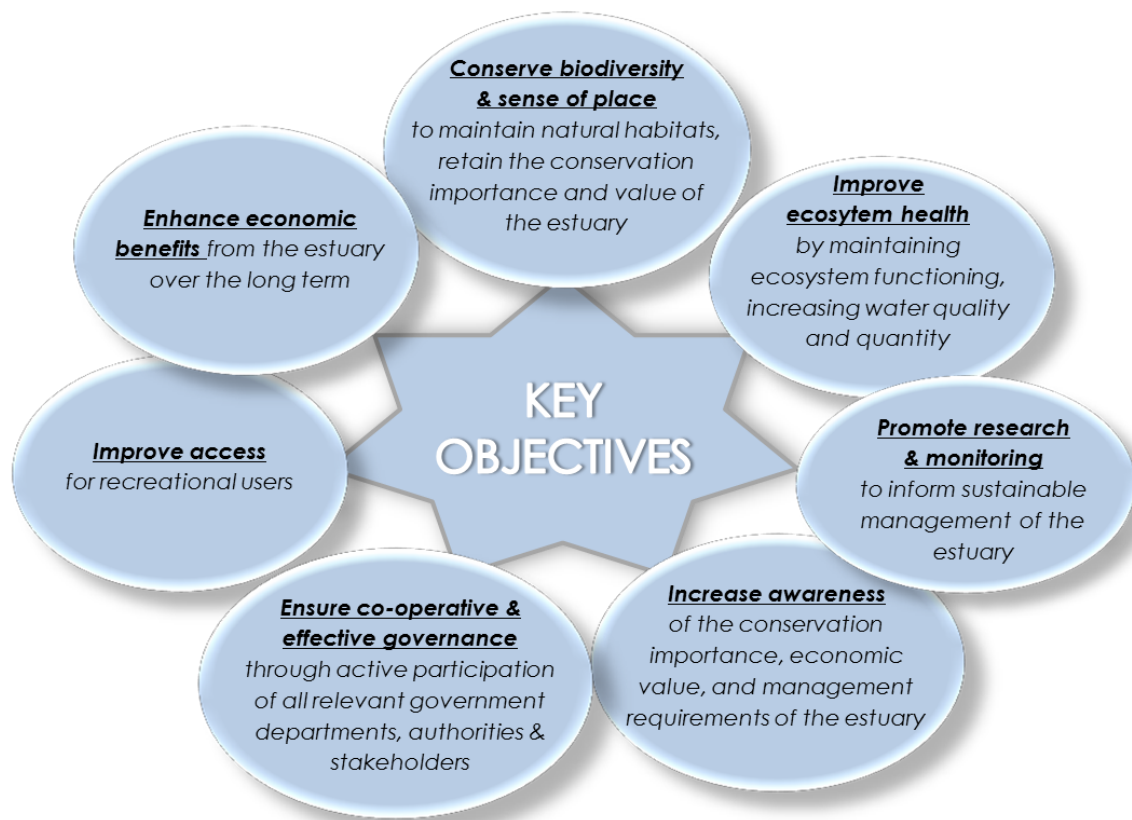 Conserve biodiversity
& sense of place
to maintain natural habitats,
retain the conservation
importance and value of
the estuary
Improve
ecosytem health
by maintaining
ecosystem functioning,
increasing water quality
and quantity
Promote research
& monitoring
to inform sustainable
management of the
estuary
Increase awareness
of the conservation
importance, economic
value, and management
requirements of the estuary
Ensure co-operative &
effective governance
through active participation
of all relevant government
departments, authorities &
stakeholders
Improve access
for recreational users
Enhance economic
benefits from the estuary
over the long term
KEY
OBJECTIVES